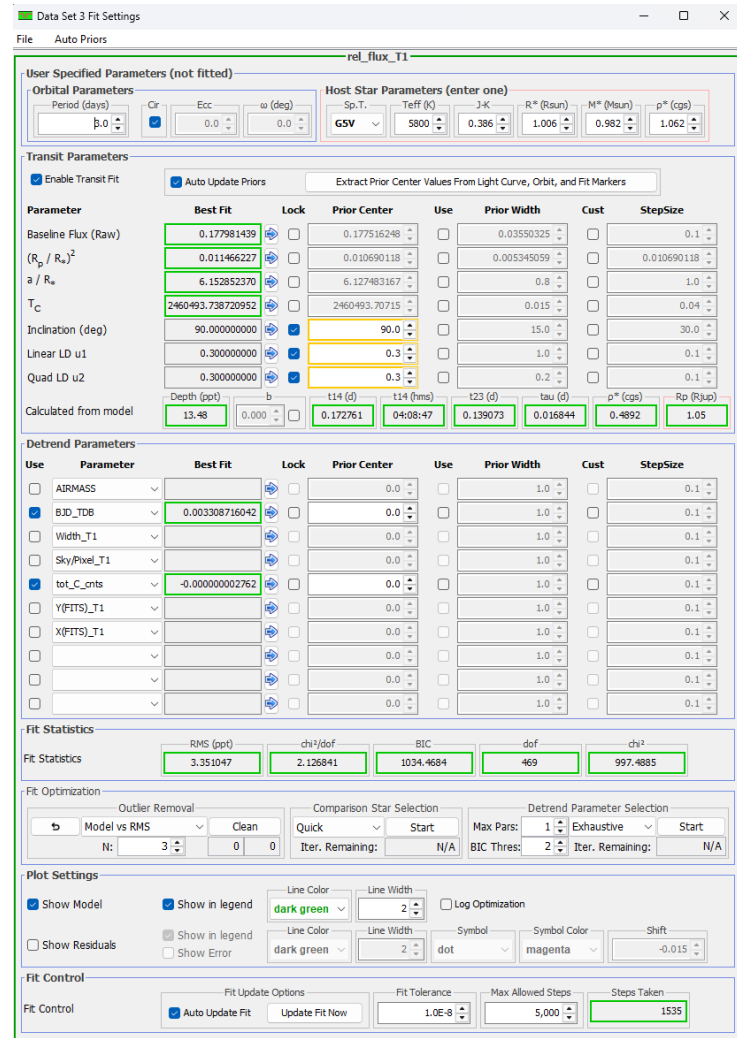 Data Set 3 Fit Settings
File Auto Priors
rel_flux_T1
User Specified Parameters (not fitted)
Orbital Parameters Host Star Parameters (enter one)
Period (days) Cir Ecc ω (deg) Sp.T. Teff (K) J-K R* (Rsun) M* (Msun) ρ* (cgs)
3.0 0.0 0.0 G5V 5800 0.386 1.006 0.982 1.062
Transit Parameters
Enable Transit Fit Auto Update Priors Extract Prior Center Values From Light Curve, Orbit, and Fit Markers
Parameter Best Fit Lock Prior Center Use Prior Width Cust StepSize
Baseline Flux (Raw) 0.177981439 0.177516248 0.03550325 0.1
(Rp / R*)² 0.011466227 0.010690118 0.005345059 0.010690118
a / R* 6.152852370 6.127483167 0.8 1.0
TC 2460493.738720952 2460493.70715 0.015 0.04
Inclination (deg) 90.000000000 90.0 15.0 30.0
Linear LD u1 0.300000000 0.3 1.0 0.1
Quad LD u2 0.300000000 0.3 0.2 0.1
Depth (ppt) b t14 (d) t14 (hms) t23 (d) tau (d) ρ* (cgs) Rp (Rjup)
Calculated from model 13.48 0.000 0.172761 04:08:47 0.139073 0.016844 0.4892 1.05
Detrend Parameters
Use Parameter Best Fit Lock Prior Center Use Prior Width Cust StepSize
AIRMASS 0.0 1.0 0.1
BJD_TDB 0.003308716042 0.0 1.0 0.1
Width_T1 0.0 1.0 0.1
Sky/Pixel_T1 0.0 1.0 0.1
tot_C_cnts -0.000000002762 0.0 1.0 0.1
Y(FITS)_T1 0.0 1.0 0.1
X(FITS)_T1 0.0 1.0 0.1
0.0 1.0 0.1
0.0 1.0 0.1
0.0 1.0 0.1
Fit Statistics
RMS (ppt) chi²/dof BIC dof chi²
Fit Statistics 3.351047 2.126841 1034.4684 469 997.4885
Fit Optimization
Outlier Removal Comparison Star Selection Detrend Parameter Selection
Model vs RMS Clean Quick Start Max Pars: 1 Exhaustive Start
N: 3 0 0 Iter. Remaining: N/A BIC Thres: 2 Iter. Remaining: N/A
Plot Settings
Line Color Line Width
Show Model Show in legend dark green 2 Log Optimization
Line Color Line Width Symbol Symbol Color Shift
Show Residuals Show in legend Show Error dark green 2 dot magenta -0.015
Fit Control
Fit Update Options Fit Tolerance Max Allowed Steps Steps Taken
Fit Control Auto Update Fit Update Fit Now 1.0E-8 5,000 1535